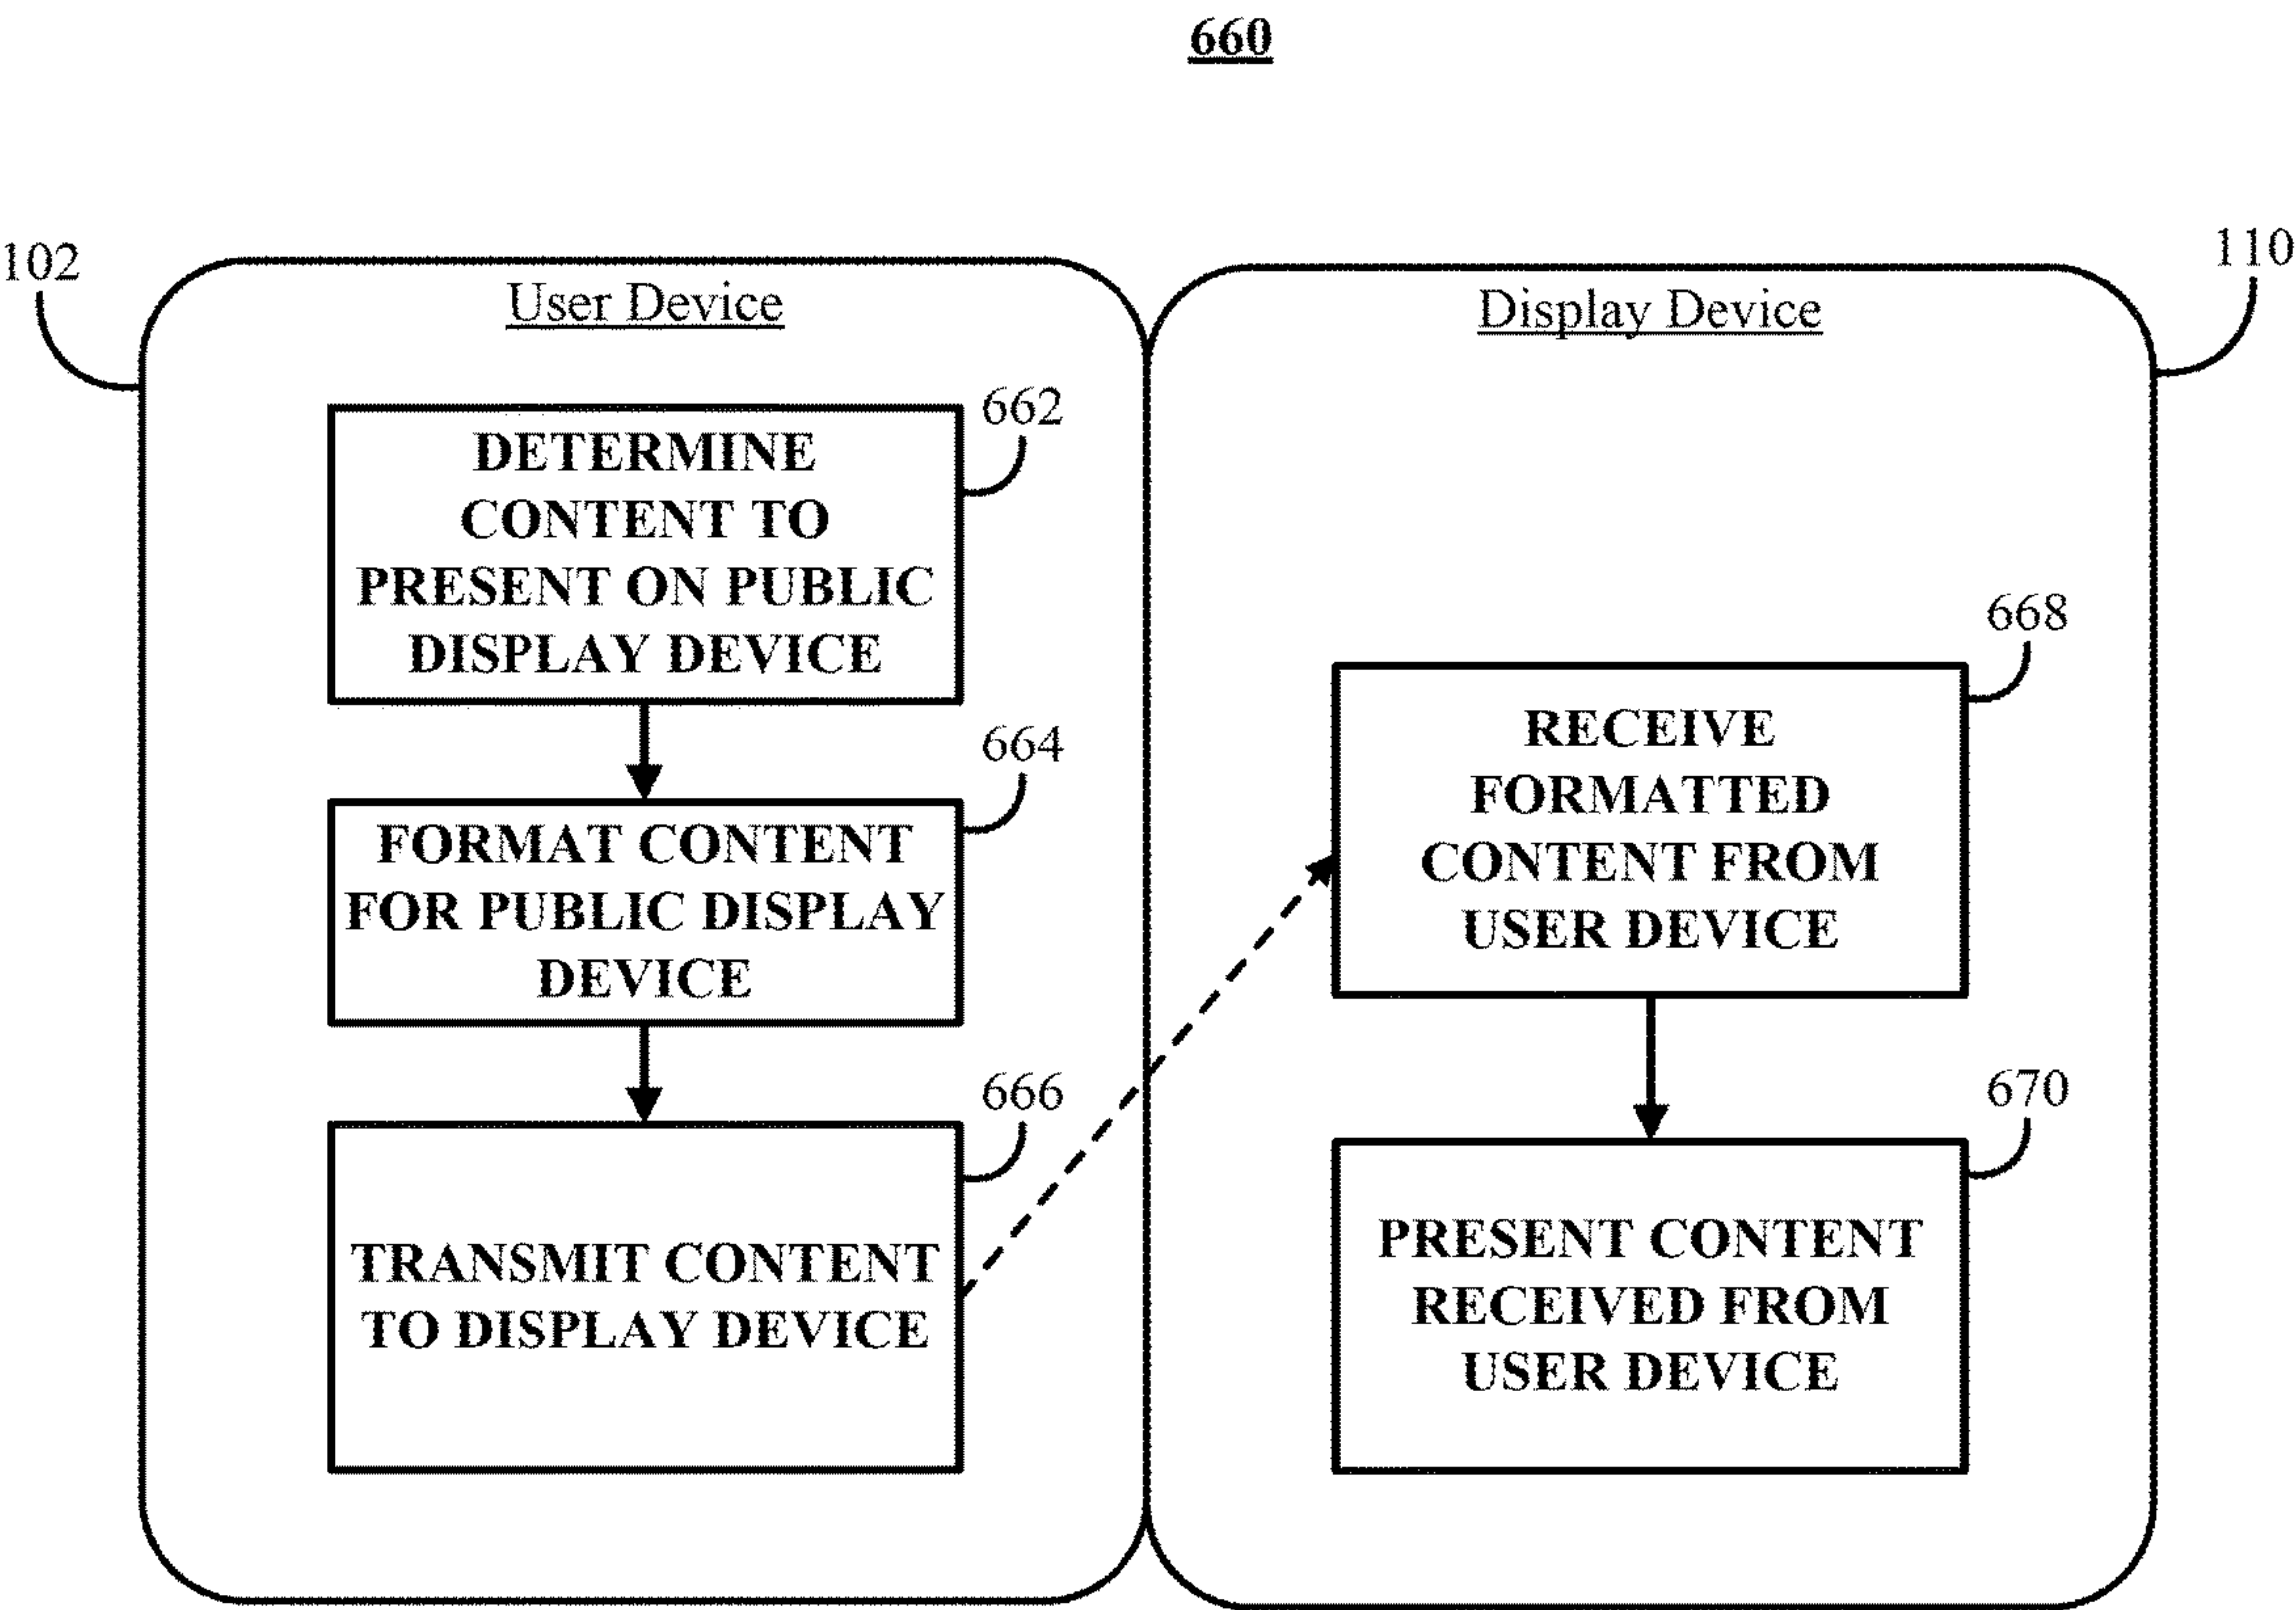 660
102
User Device
662
DETERMINE
CONTENT TO
PRESENT ON PUBLIC
DISPLAY DEVICE
664
FORMAT CONTENT
FOR PUBLIC DISPLAY
DEVICE
666
TRANSMIT CONTENT
TO DISPLAY DEVICE
110
Display Device
668
RECEIVE
FORMATTED
CONTENT FROM
USER DEVICE
670
PRESENT CONTENT
RECEIVED FROM
USER DEVICE